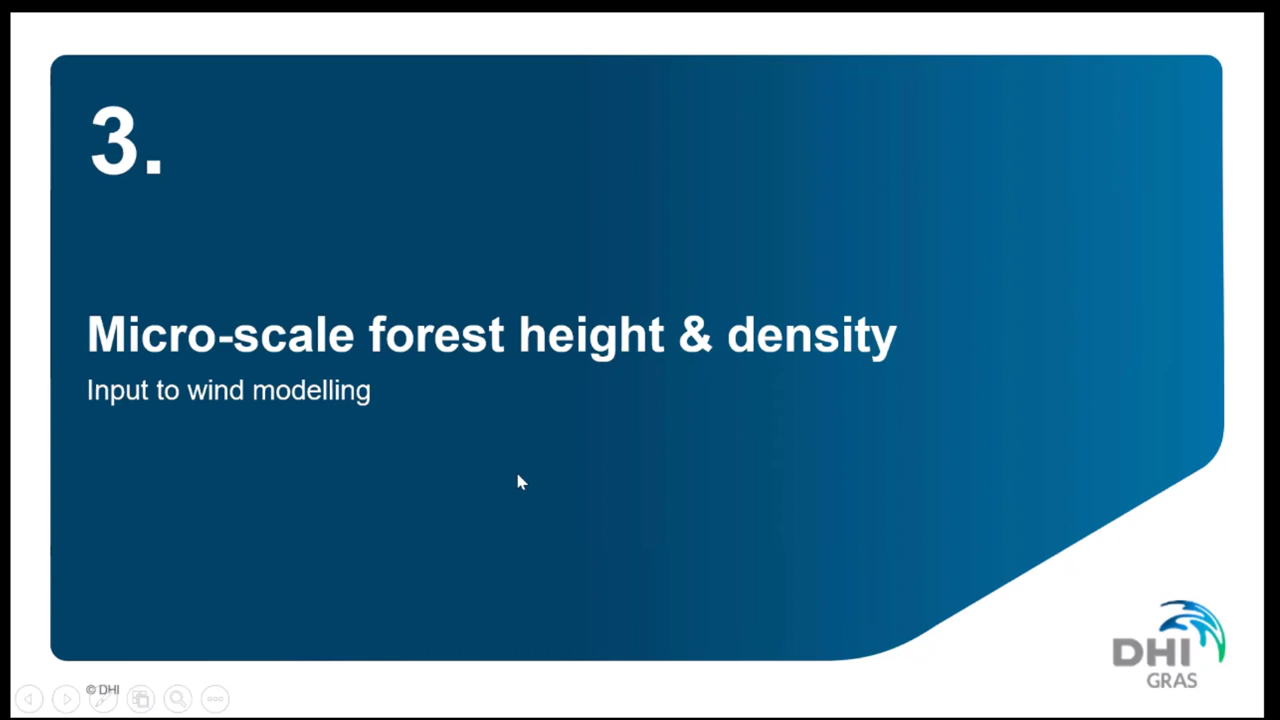 3.
Micro-scale forest height & density
Input to wind modelling
© DHI
DHI
GRAS